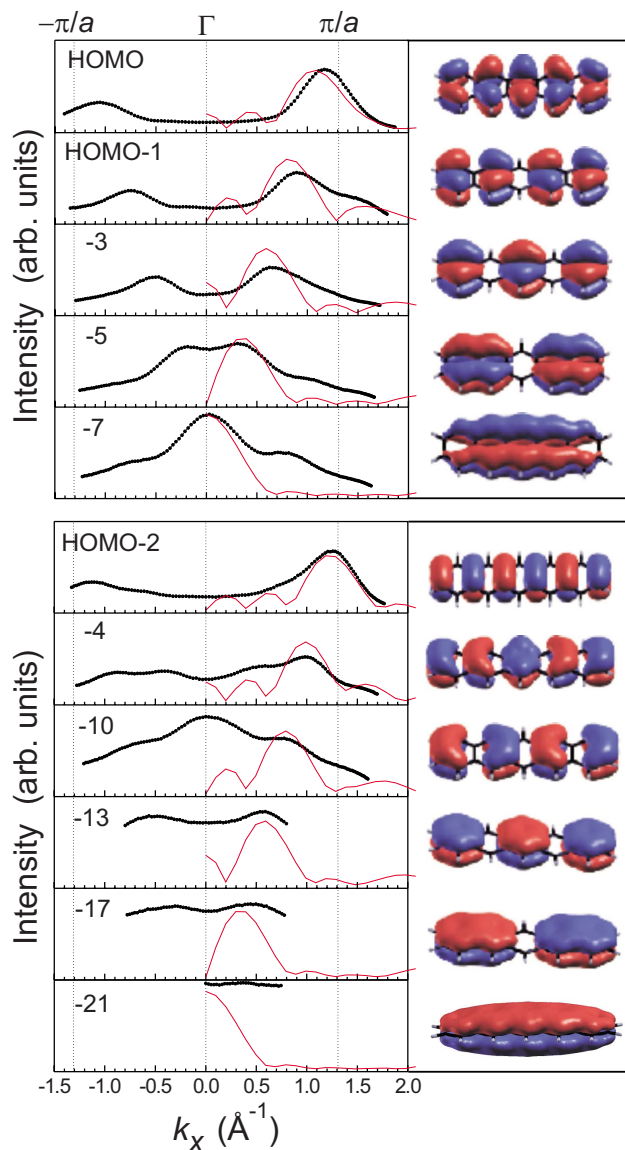 −π/a Γ π/a
HOMO
HOMO-1
-3
-5
-7
Intensity (arb. units)
HOMO-2
-4
-10
-13
-17
-21
Intensity (arb. units)
-1.5 -1.0 -0.5 0.0 0.5 1.0 1.5 2.0
kₓ (Å⁻¹)